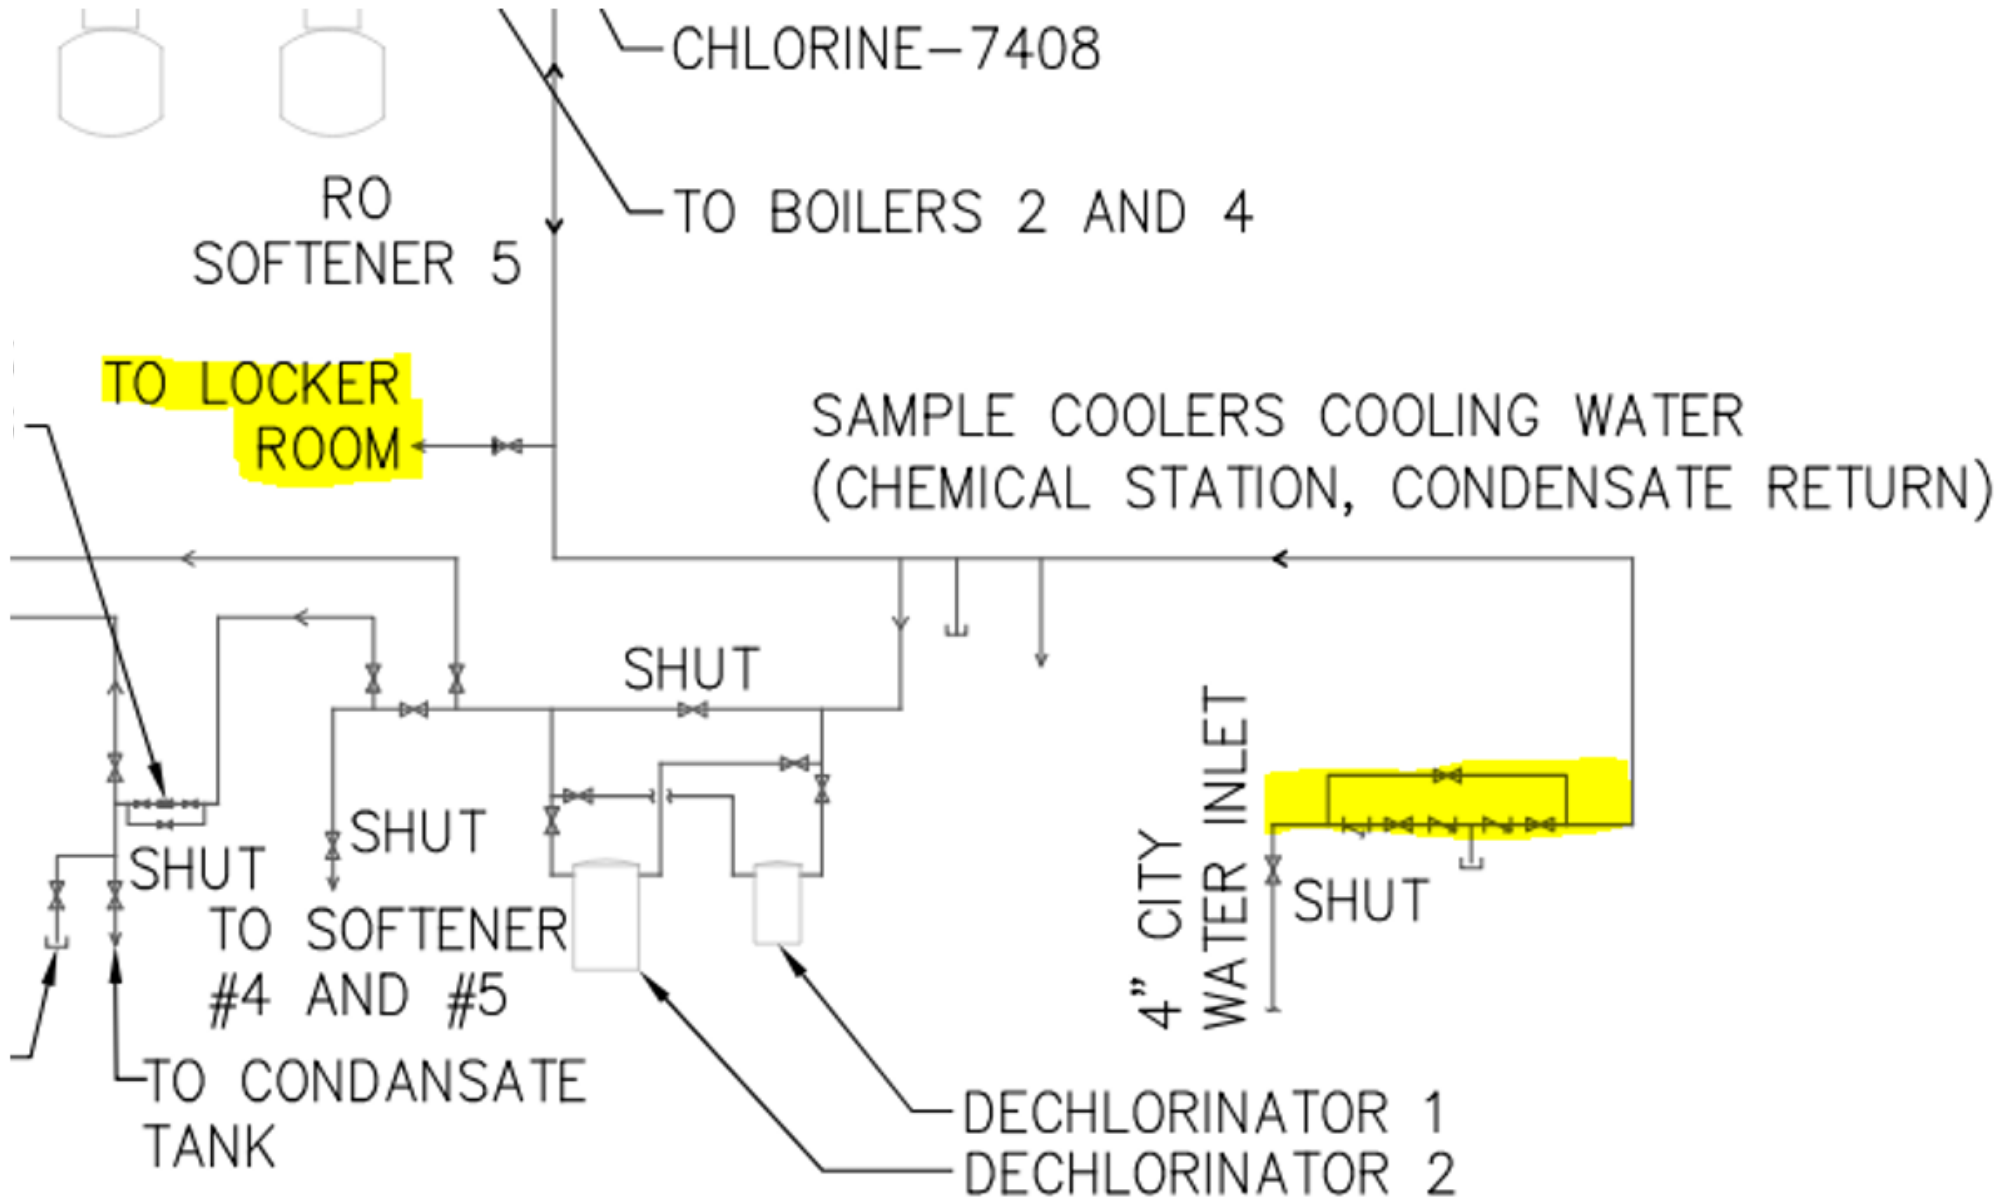 CHLORINE-7408
RO
SOFTENER 5
TO BOILERS 2 AND 4
TO LOCKER
ROOM
SAMPLE COOLERS COOLING WATER
(CHEMICAL STATION, CONDENSATE RETURN)
SHUT
SHUT
SHUT
TO SOFTENER
#4 AND #5
TO CONDANSATE
TANK
4" CITY
WATER INLET
SHUT
DECHLORINATOR 1
DECHLORINATOR 2